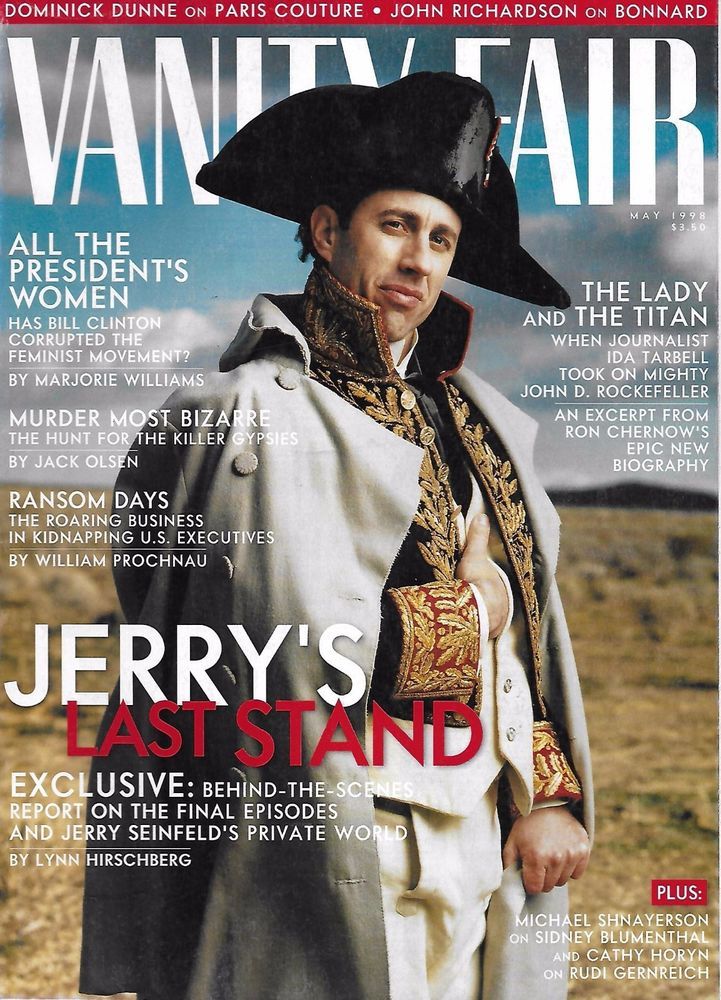 DOMINICK DUNNE ON PARIS COUTURE • JOHN RICHARDSON ON BONNARD
VANITY FAIR
MAY 1998
$3.50
ALL THE
PRESIDENT'S
WOMEN
HAS BILL CLINTON
CORRUPTED THE
FEMINIST MOVEMENT?
BY MARJORIE WILLIAMS
MURDER MOST BIZARRE
THE HUNT FOR THE KILLER GYPSIES
BY JACK OLSEN
RANSOM DAYS
THE ROARING BUSINESS
IN KIDNAPPING U.S. EXECUTIVES
BY WILLIAM PROCHNAU
THE LADY
AND THE TITAN
WHEN JOURNALIST
IDA TARBELL
TOOK ON MIGHTY
JOHN D. ROCKEFELLER
AN EXCERPT FROM
RON CHERNOW'S
EPIC NEW
BIOGRAPHY
JERRY'S
LAST STAND
EXCLUSIVE: BEHIND-THE-SCENES
REPORT ON THE FINAL EPISODES
AND JERRY SEINFELD'S PRIVATE WORLD
BY LYNN HIRSCHBERG
PLUS:
MICHAEL SHNAYERSON
ON SIDNEY BLUMENTHAL
AND CATHY HORYN
ON RUDI GERNREICH